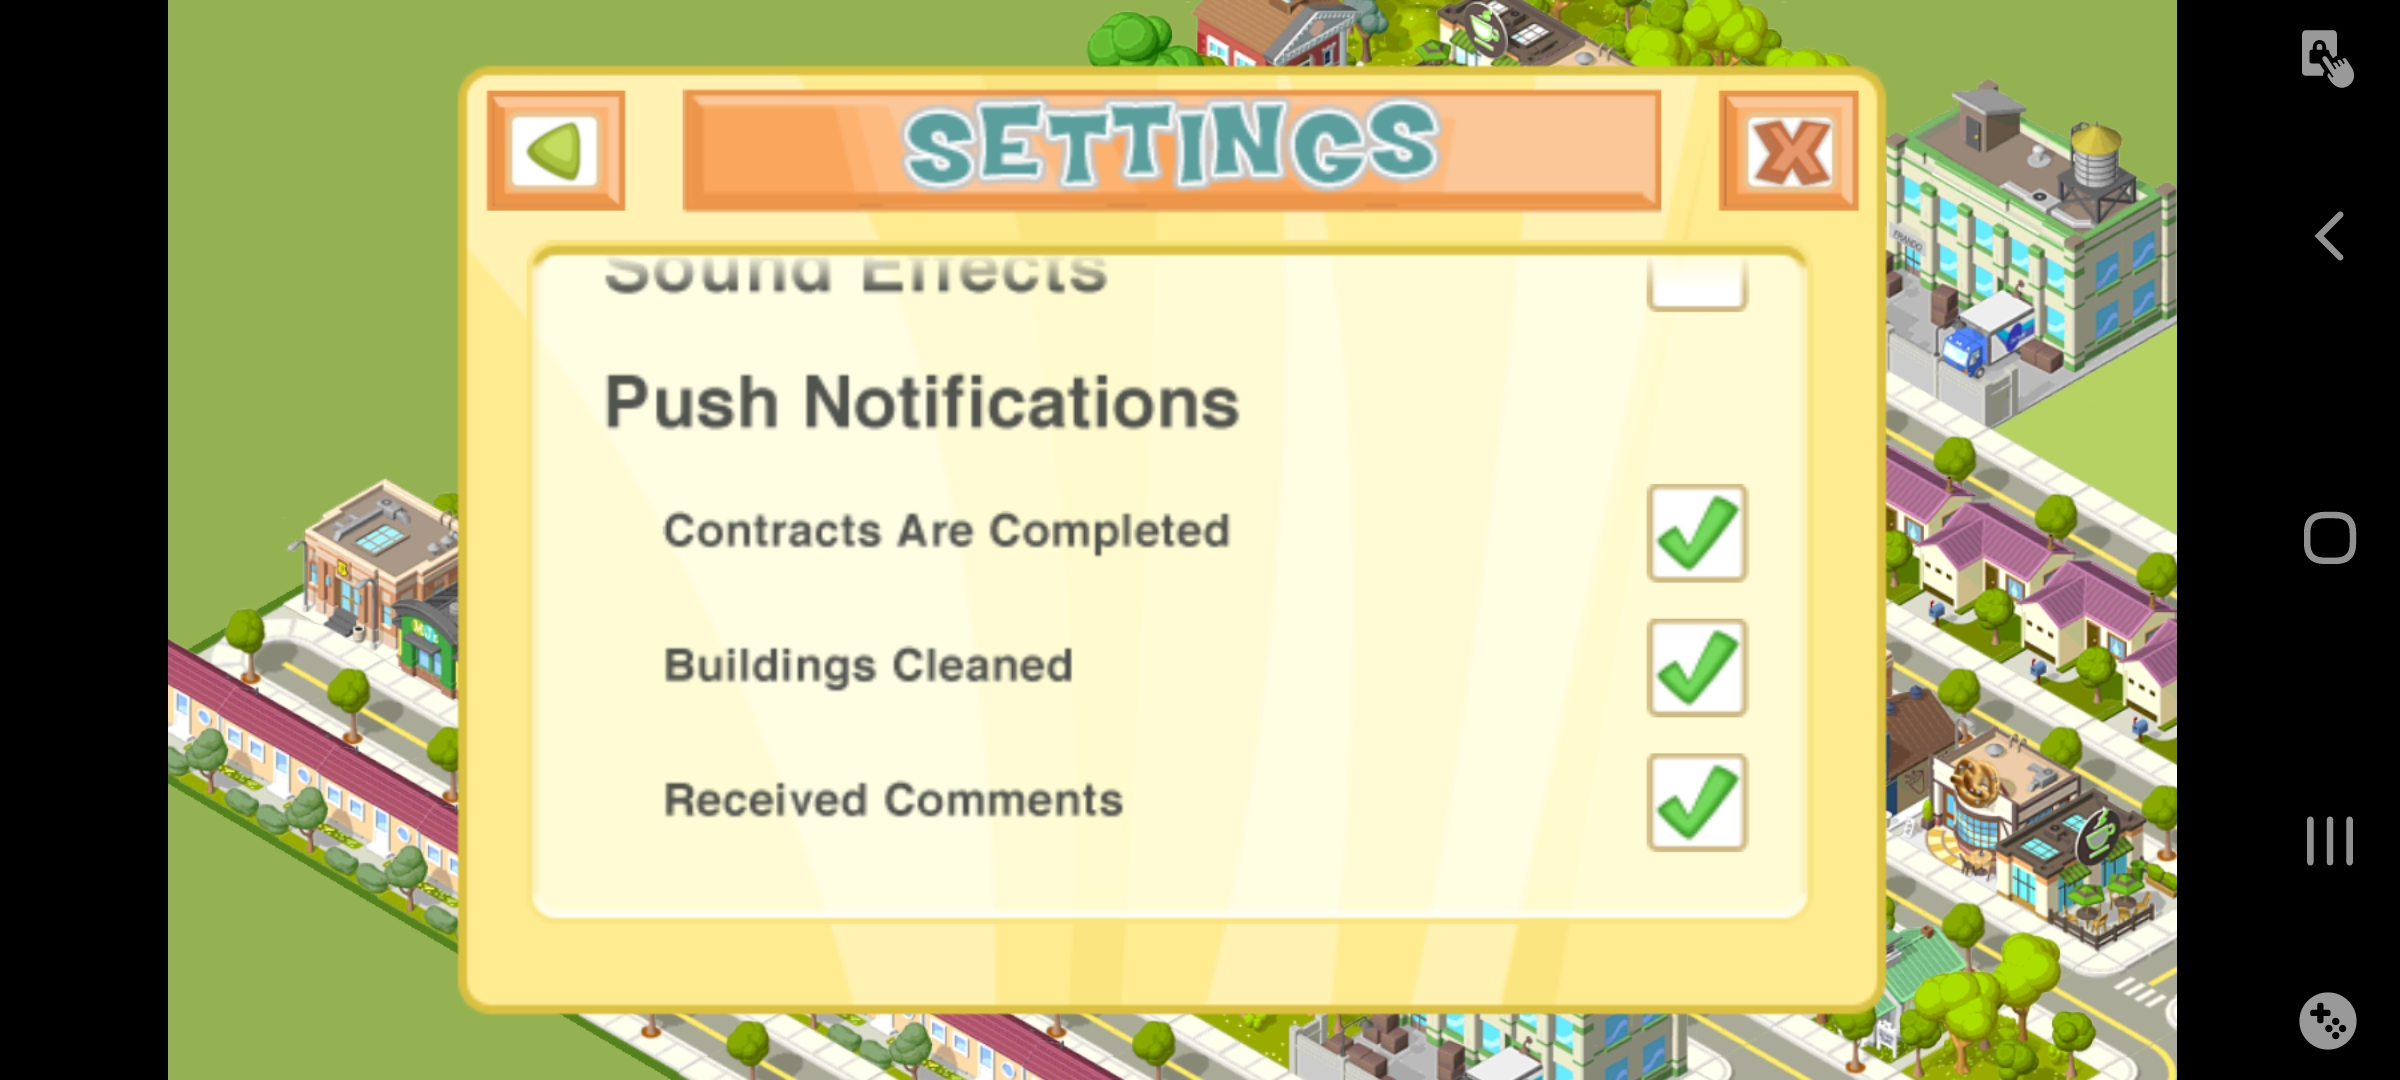 SETTINGS
Sound Effects
Push Notifications
Contracts Are Completed
Buildings Cleaned
Received Comments